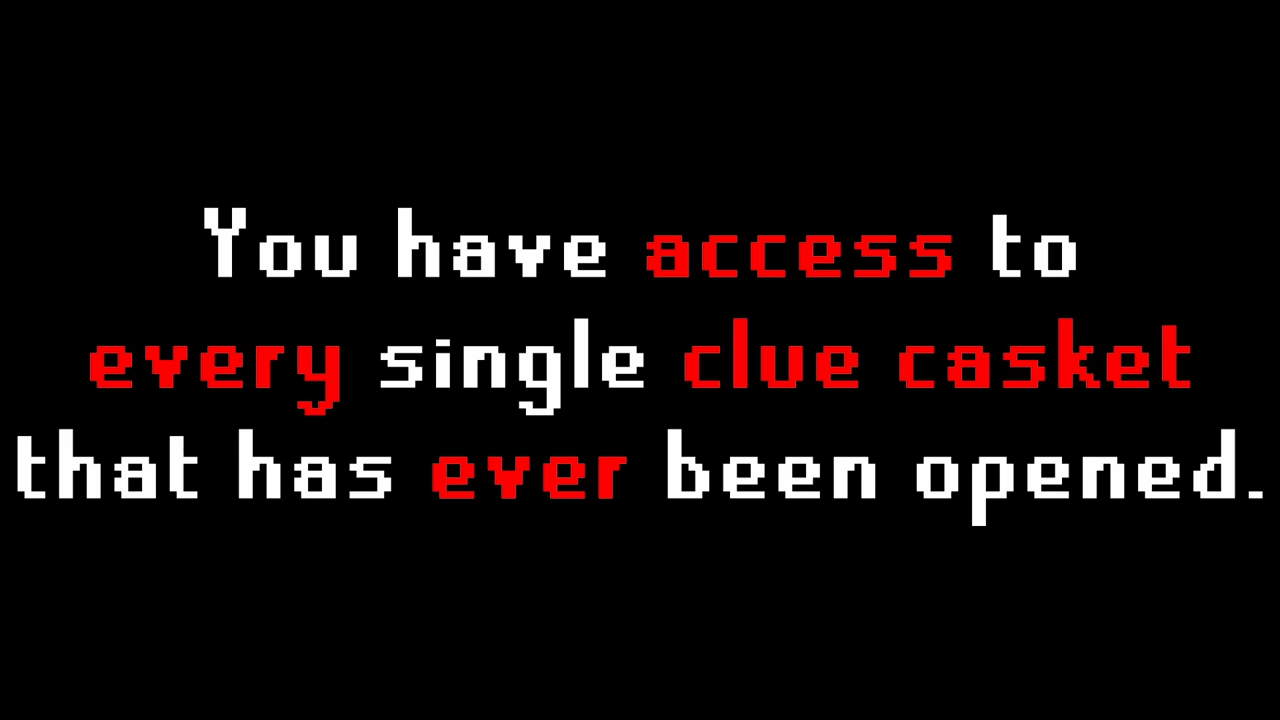 You have access to
every single clue casket
that has ever been opened.